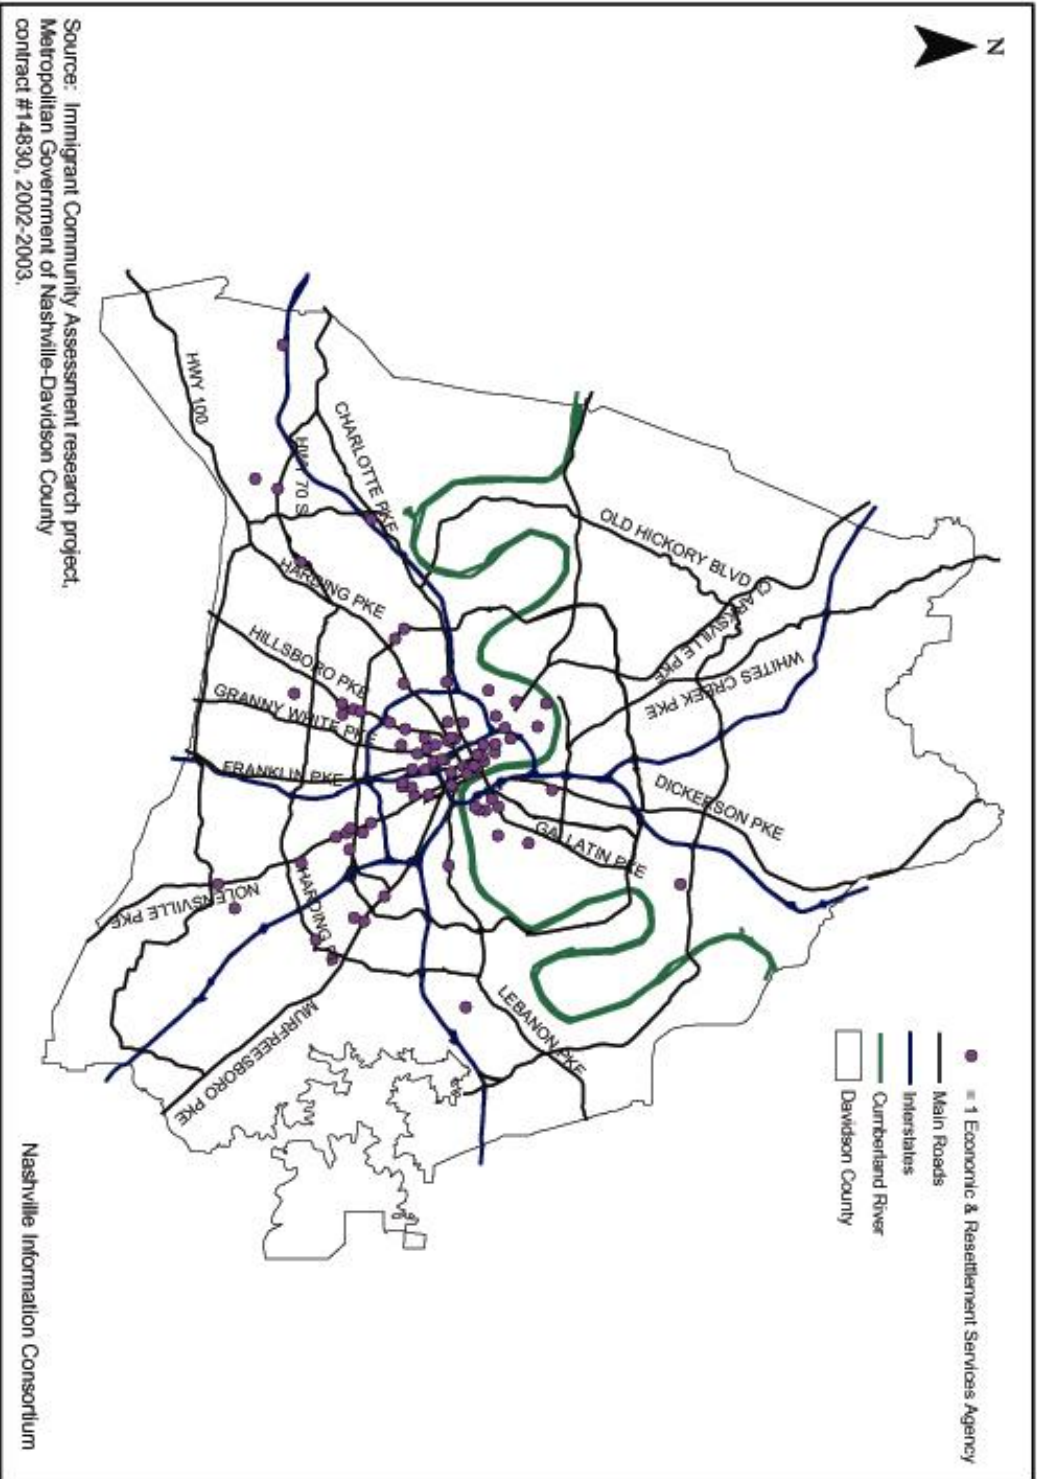 N
= 1 Economic & Resettlement Services Agency
Main Roads
Interstates
Cumberland River
Davidson County
OLD HICKORY BLVD
CLARKSVILLE PKE
WHITES CREEK PKE
DICKERSON PKE
GALLATIN PKE
CHARLOTTE PKE
HWY 70 S
HWY 100
HARDING PKE
HILLSBORO PKE
GRANNY WHITE PKE
FRANKLIN PKE
NOLENSVILLE PKE
HARDING
MURFREESBORO PKE
LEBANON PKE
Source: Immigrant Community Assessment research project,
Metropolitan Government of Nashville-Davidson County
contract #14830, 2002-2003.
Nashville Information Consortium